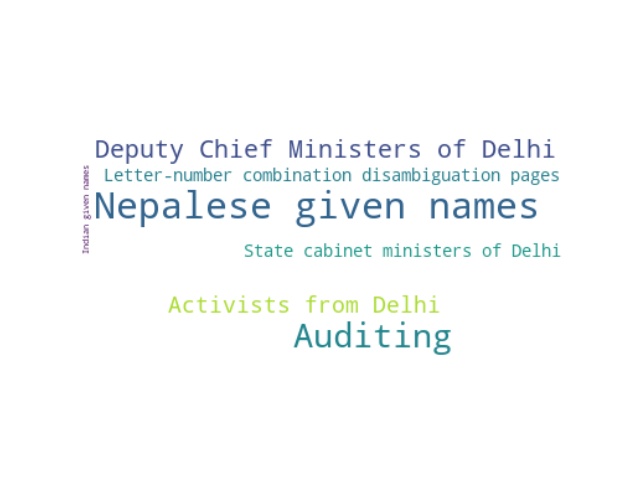 Deputy Chief Ministers of Delhi
Letter-number combination disambiguation pages
Indian given names
Nepalese given names
State cabinet ministers of Delhi
Activists from Delhi
Auditing